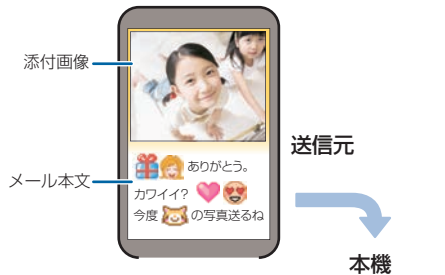 添付画像
メール本文
ありがとう。
カワイイ?
今度 の写真送るね
送信元
本機